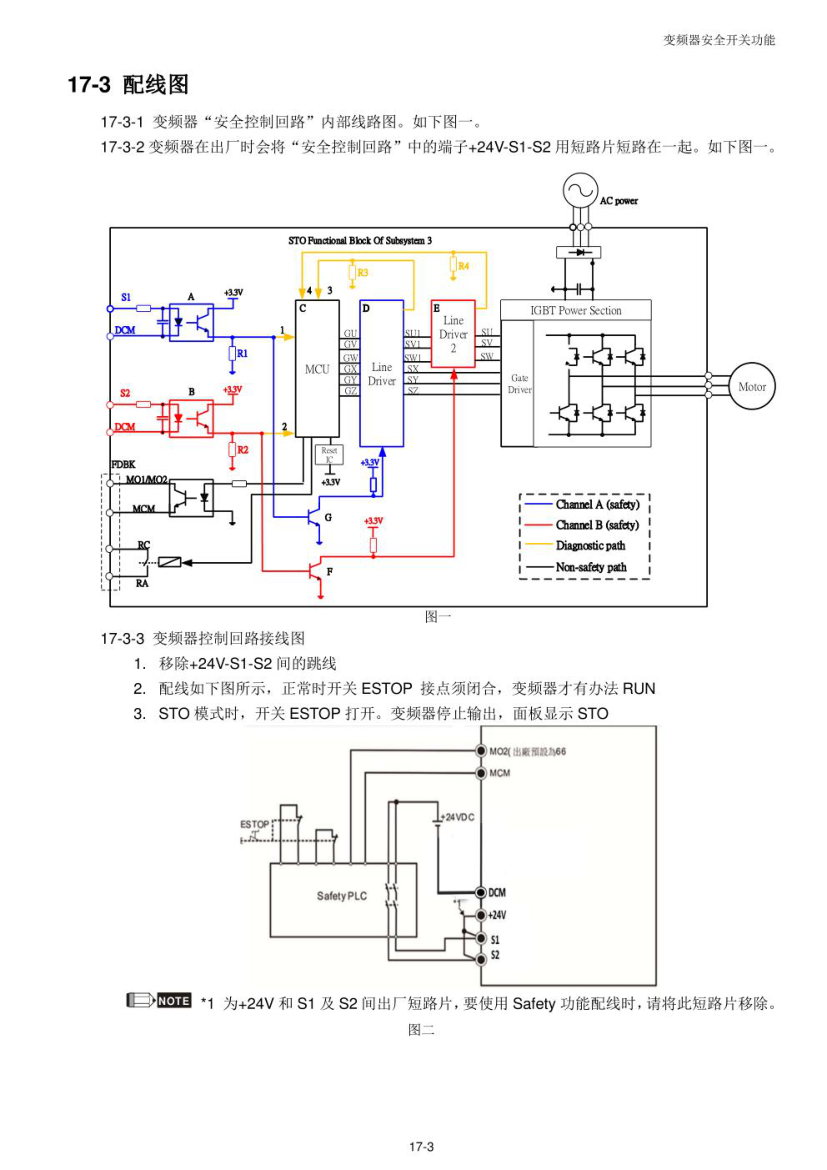 变频器安全开关功能
17-3 配线图
17-3-1 变频器“安全控制回路”内部线路图。如下图一。
17-3-2 变频器在出厂时会将“安全控制回路”中的端子+24V-S1-S2 用短路片短路在一起。如下图一。
AC power
STO Functional Block Of Subsystem 3
R4
R3
S1
A
+3.3V
4 3
C
D
E
IGBT Power Section
DCM
1
Line
Driver
2
GU
SU1
SU
GV
SV1
SV
R1
GW
SW1
SW
MCU
GX
Line
Driver
SX
GY
SY
GZ
SZ
Gate
Driver
Motor
S2
B
+3.3V
DCM
2
R2
Reset
IC
+3.3V
+3.3V
FDBK
MO1/MO2
MCM
G
+3.3V
RC
F
RA
Channel A (safety)
Channel B (safety)
Diagnostic path
Non-safety path
图一
17-3-3 变频器控制回路接线图
1. 移除+24V-S1-S2 间的跳线
2. 配线如下图所示，正常时开关 ESTOP 接点须闭合，变频器才有办法 RUN
3. STO 模式时，开关 ESTOP 打开。变频器停止输出，面板显示 STO
MO2( 出廠預設為66
MCM
ESTOP
+24VDC
Safety PLC
DCM
+24V
S1
S2
NOTE *1 为+24V 和 S1 及 S2 间出厂短路片，要使用 Safety 功能配线时，请将此短路片移除。
图二
17-3